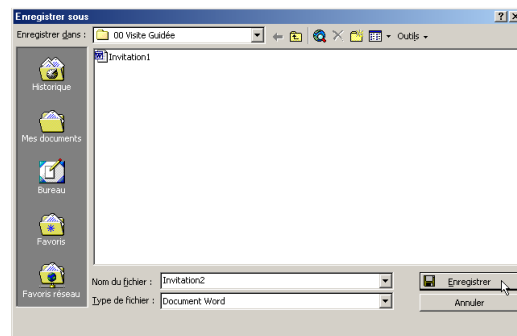 Enregistrer sous
Enregistrer dans : 00 Visite Guidée Outils
Invitation1
Historique
Mes documents
Bureau
Favoris
Favoris réseau
Nom du fichier : Invitation2 Enregistrer
Type de fichier : Document Word Annuler